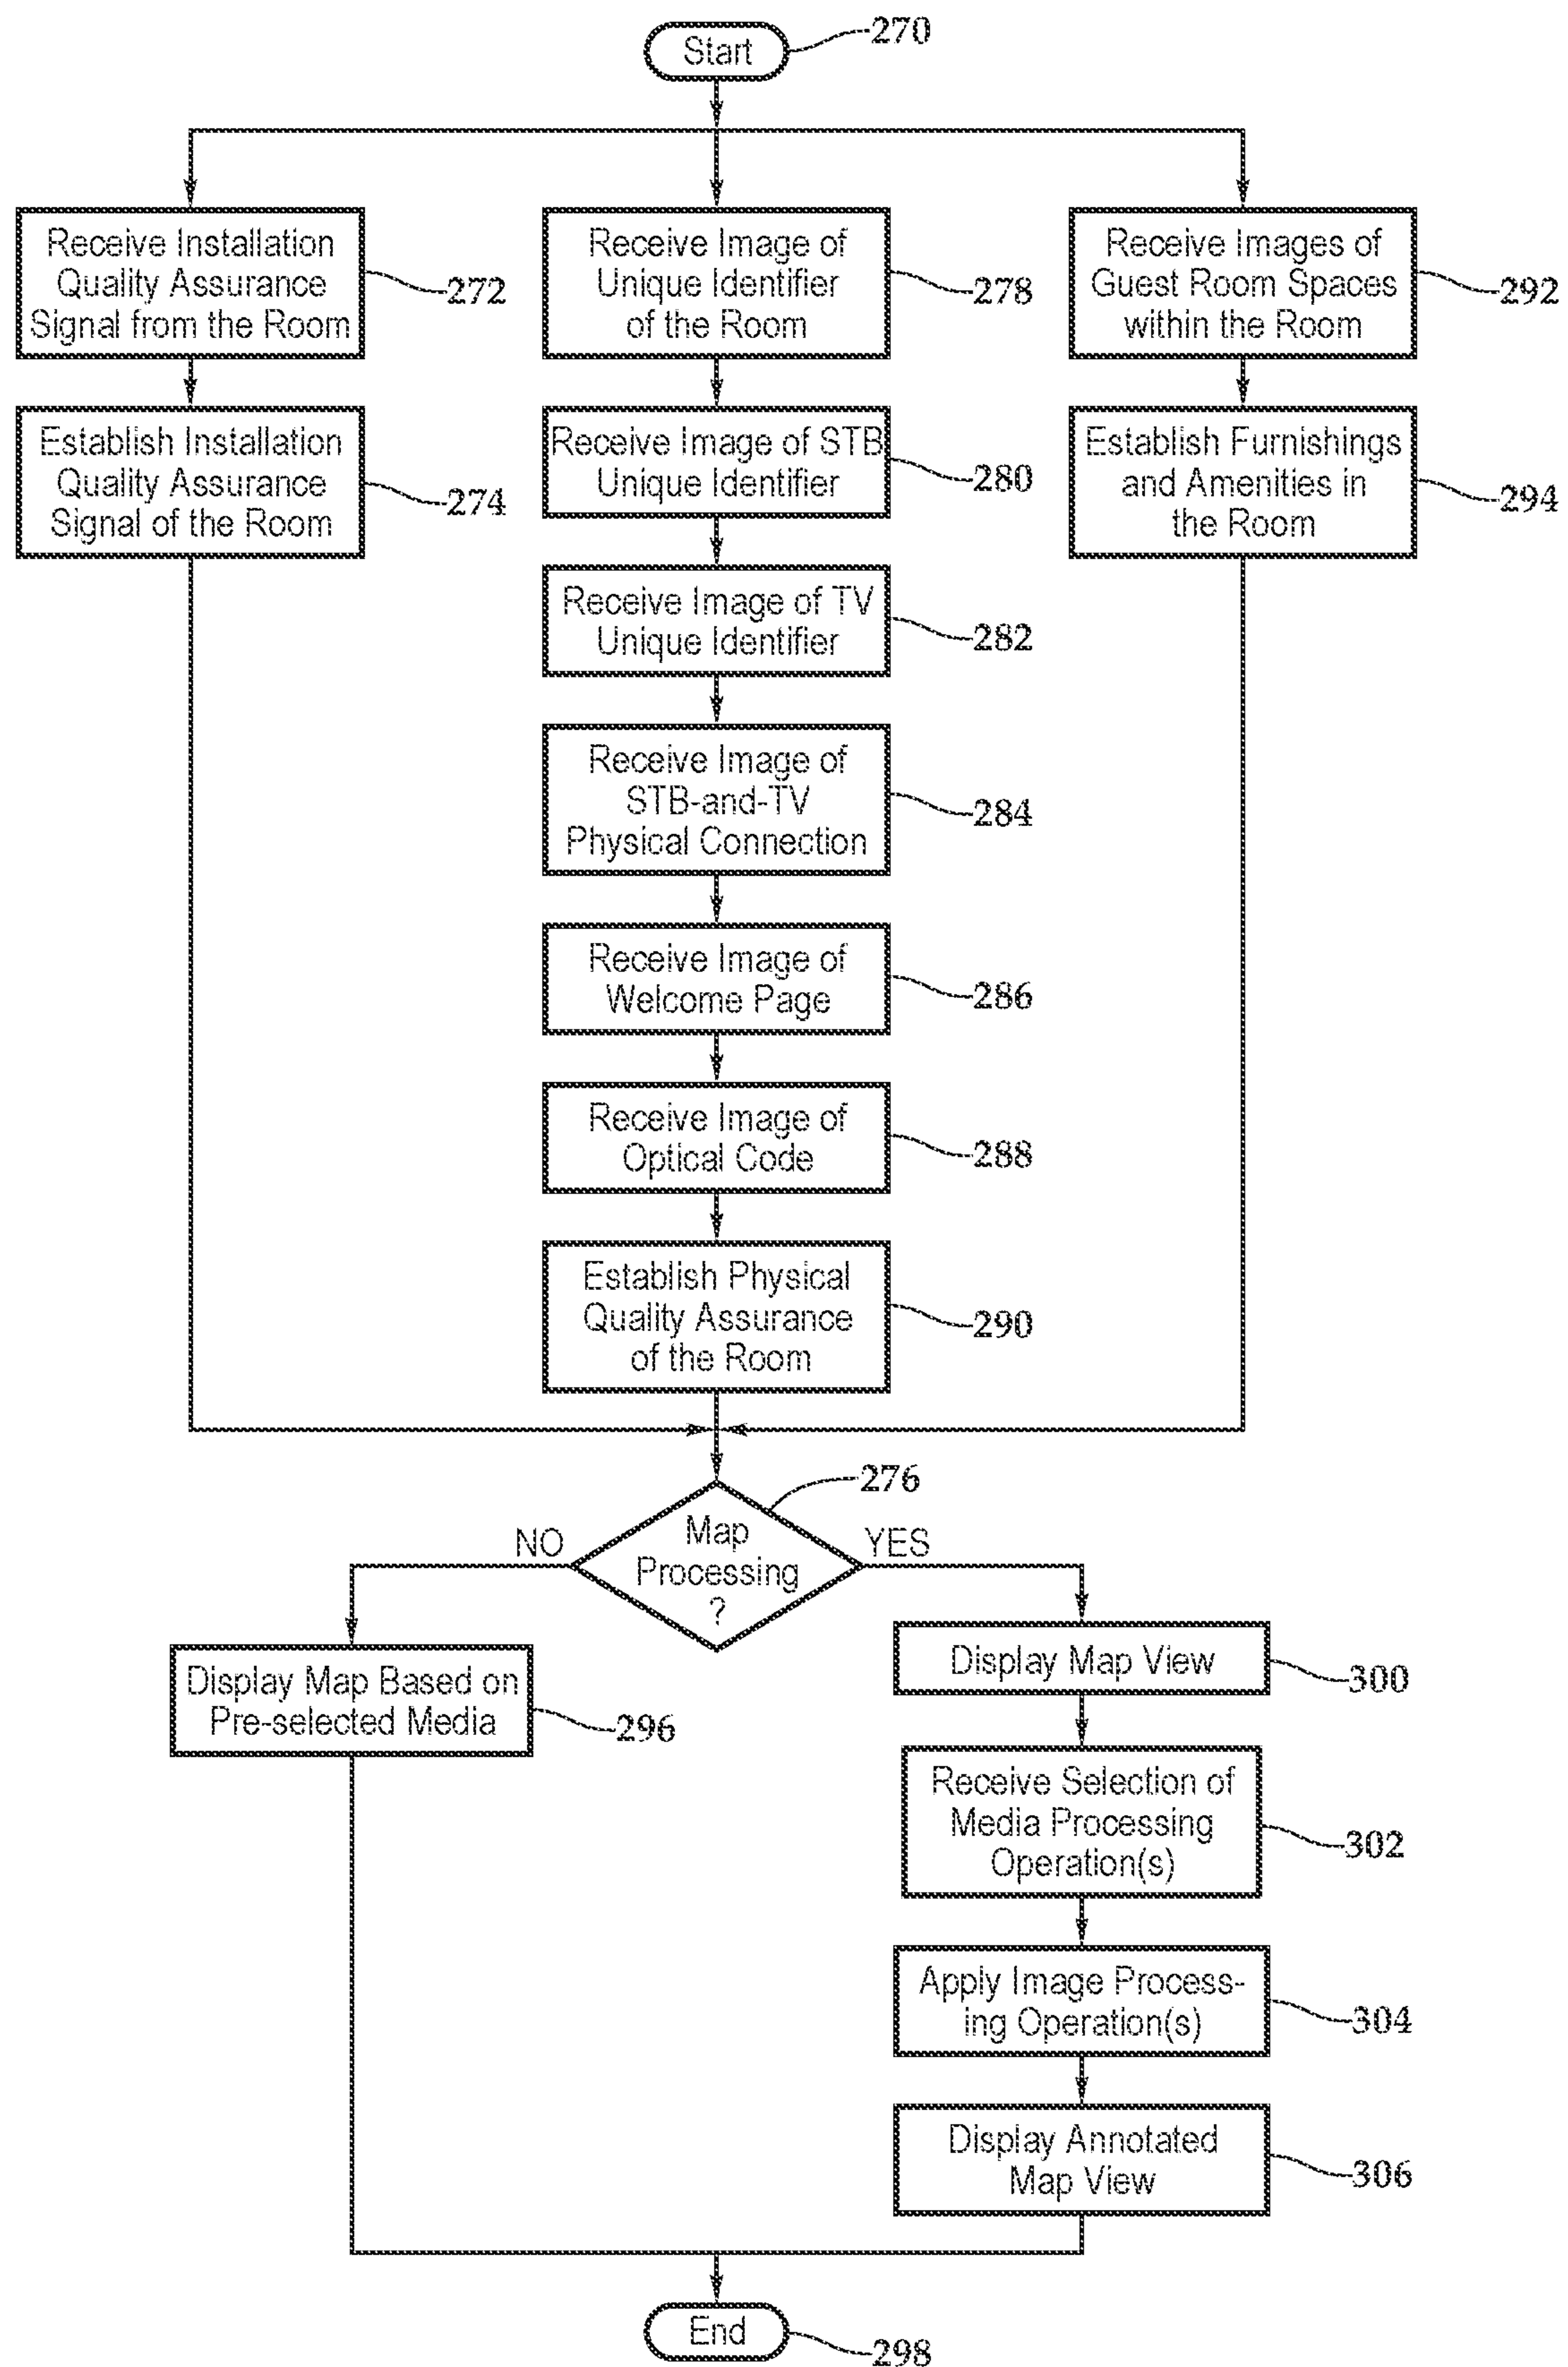 Start
270
Receive Installation
Quality Assurance
Signal from the Room
272
Establish Installation
Quality Assurance
Signal of the Room
274
Receive Image of
Unique Identifier
of the Room
278
Receive Image of STB
Unique Identifier
280
Receive Image of TV
Unique Identifier
282
Receive Image of
STB-and-TV
Physical Connection
284
Receive Image of
Welcome Page
286
Receive Image of
Optical Code
288
Establish Physical
Quality Assurance
of the Room
290
Receive Images of
Guest Room Spaces
within the Room
292
Establish Furnishings
and Amenities in
the Room
294
276
Map
Processing
?
NO
YES
Display Map Based on
Pre-selected Media
296
Display Map View
300
Receive Selection of
Media Processing
Operation(s)
302
Apply Image Process-
ing Operation(s)
304
Display Annotated
Map View
306
End
298